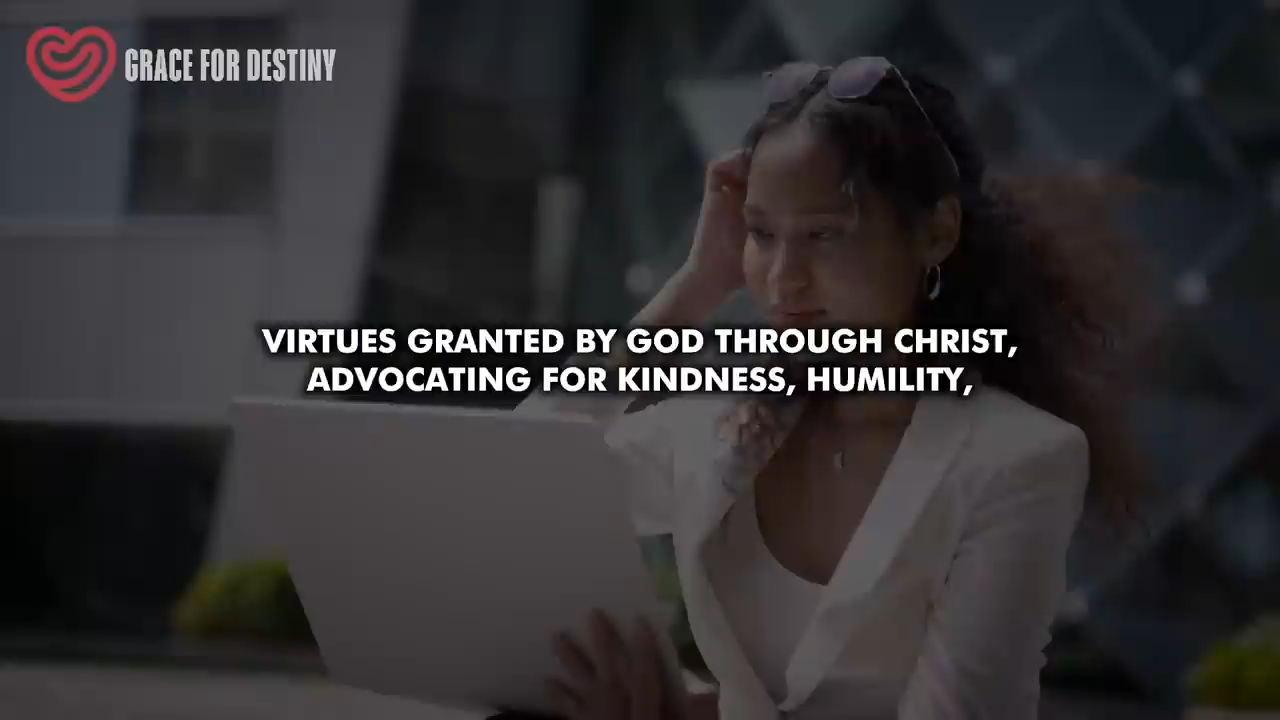 GRACE FOR DESTINY
VIRTUES GRANTED BY GOD THROUGH CHRIST,
ADVOCATING FOR KINDNESS, HUMILITY,